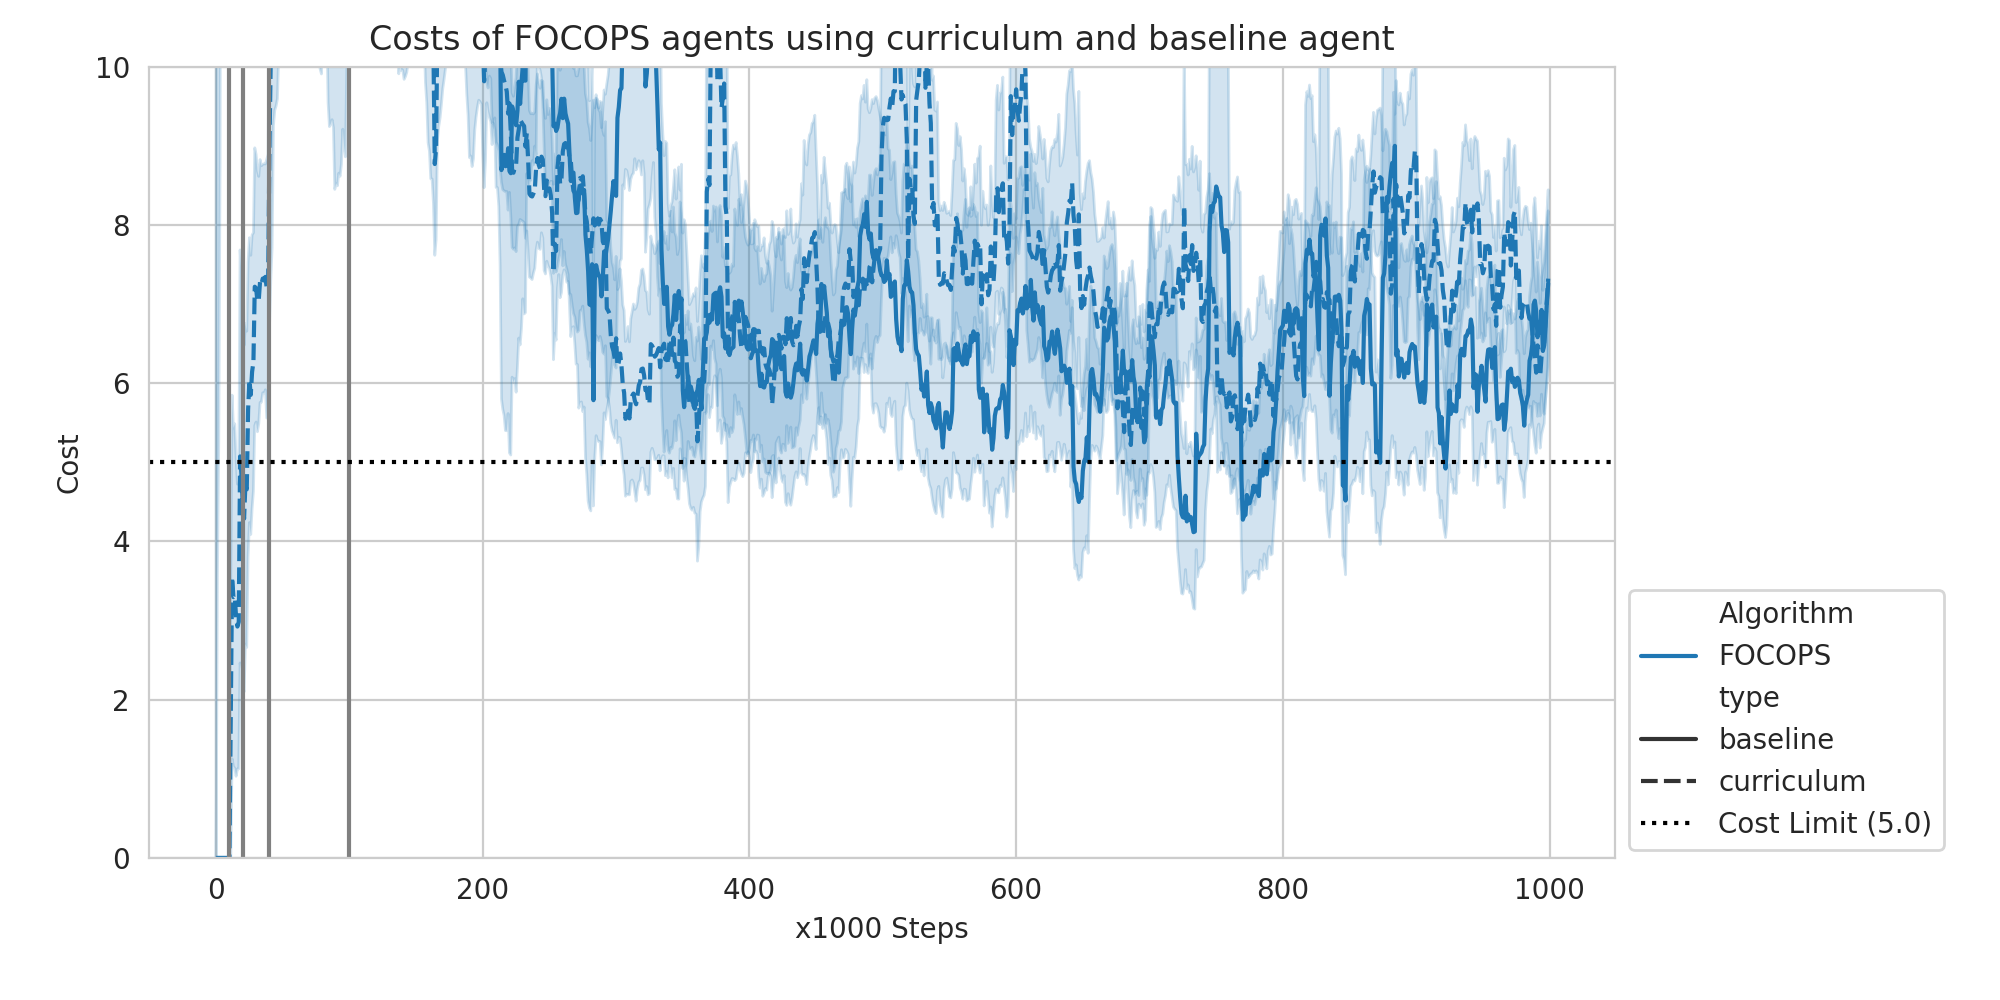 Costs of FOCOPS agents using curriculum and baseline agent
10
8
6
4
2
0
Cost
0 200 400 600 800 1000
x1000 Steps
Algorithm
FOCOPS
type
baseline
curriculum
Cost Limit (5.0)